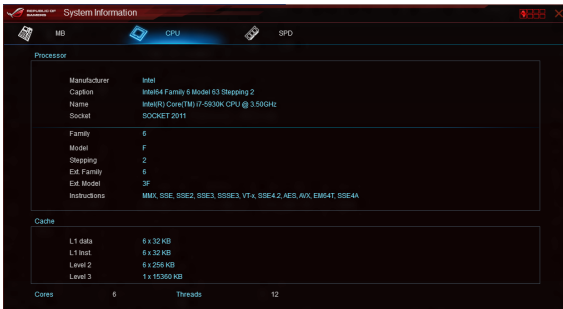 REPUBLIC OF GAMERS System Information
MB CPU SPD
Processor
Manufacturer Intel
Caption Intel64 Family 6 Model 63 Stepping 2
Name Intel(R) Core(TM) i7-5930K CPU @ 3.50GHz
Socket SOCKET 2011
Family 6
Model F
Stepping 2
Ext. Family 6
Ext. Model 3F
Instructions MMX, SSE, SSE2, SSE3, SSSE3, VT-x, SSE4.2, AES, AVX, EM64T, SSE4A
Cache
L1 data 6 x 32 KB
L1 Inst. 6 x 32 KB
Level 2 6 x 256 KB
Level 3 1 x 15360 KB
Cores 6 Threads 12